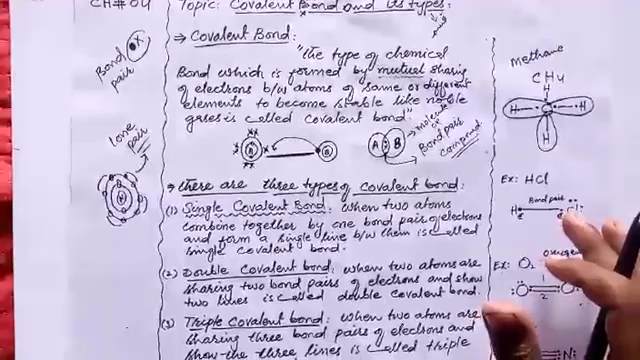 CH#04
Topic: Covalent Bond and its types:
⇒ Covalent Bond:
"The type of chemical
Bond which is formed by mutuel sharing
of electrons b/w atoms of same or different
elements to become stable like noble
gases is called covalent bond"
Bond pair
lone pair
A B
A : B
molecule or
Bond pair
compound
⇒ There are three types of covalent bond:
(1) Single Covalent Bond: when two atoms
combine together by one bond pair of electrons
and form a single line b/w them is called
single covalent bond.
(2) Double Covalent bond: when two atoms are
sharing two bond pairs of electrons and show
two lines is called double covalent bond.
(3) Triple Covalent bond: when two atoms are
sharing three bond pairs of electrons and
show the three lines is called triple
Methane
CH4
H
H C H
H
Ex: HCl
Bond pair
H Cl
Ex: O2 oxygen
1
:O O
2
N: